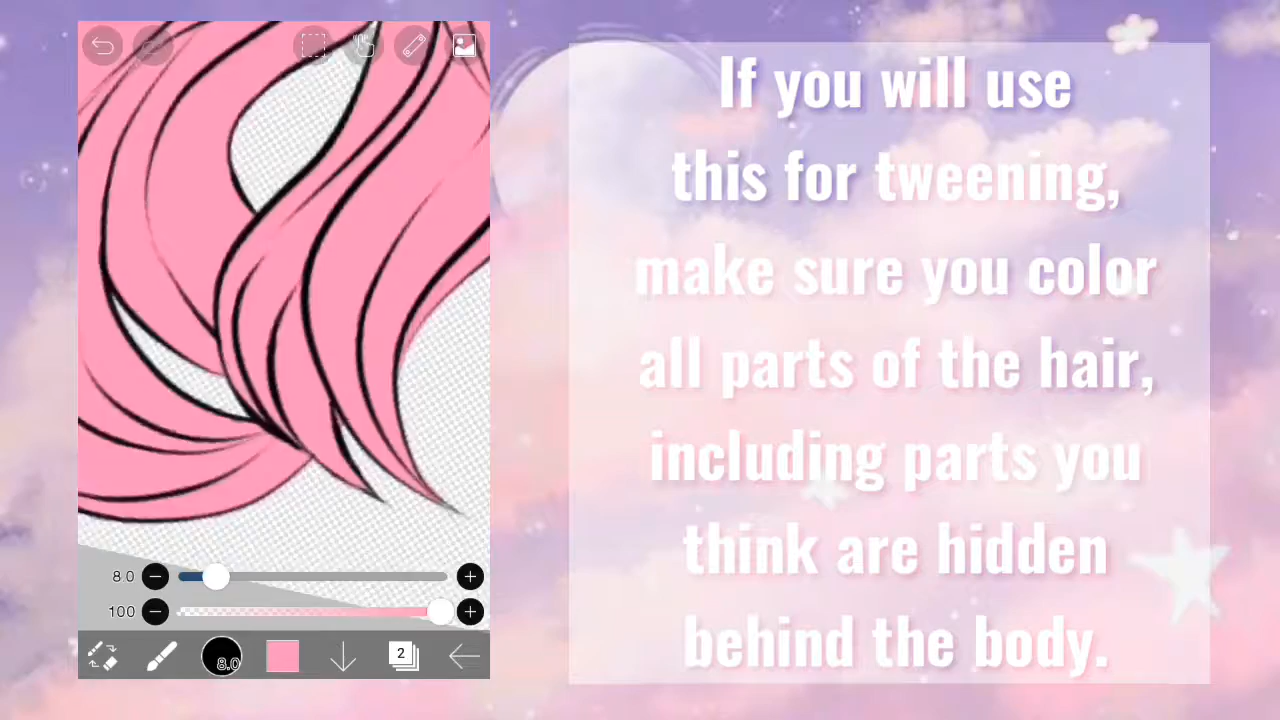 If you will use
this for tweening,
make sure you color
all parts of the hair,
including parts you
think are hidden
behind the body.
8.0
100
8.0
2